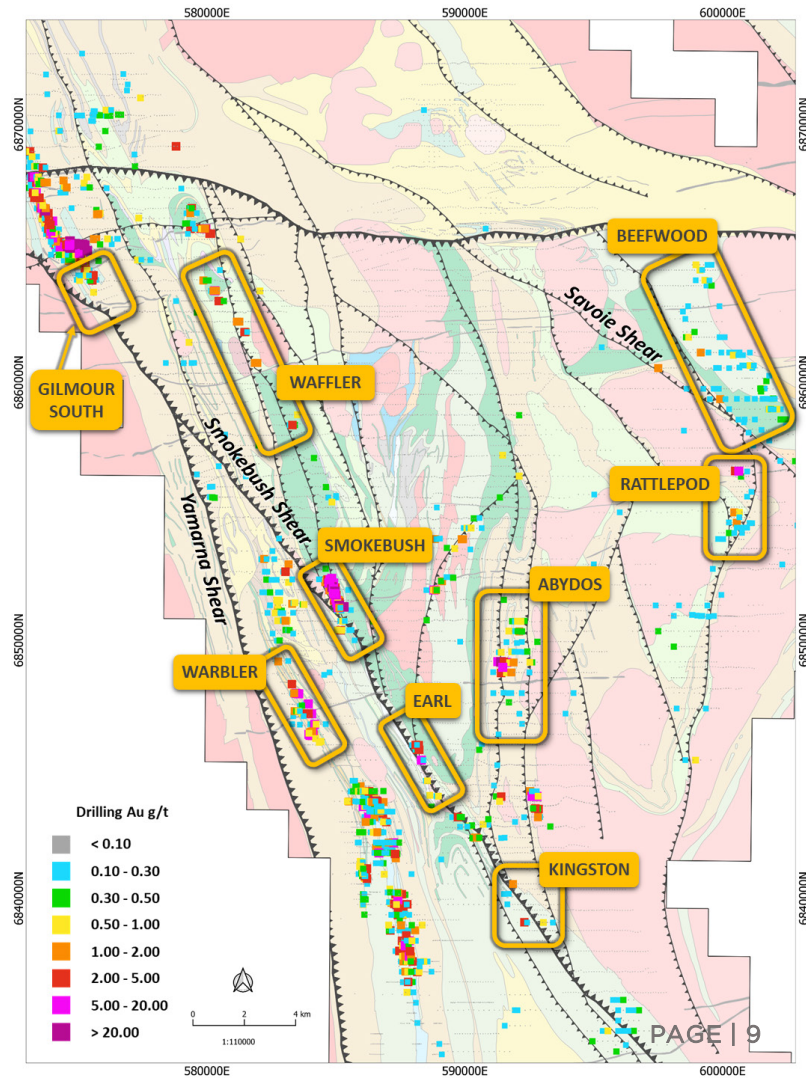 580000E
590000E
600000E
6870000N
6870000N
BEEFWOOD
Savoie Shear
6860000N
6860000N
GILMOUR
SOUTH
WAFFLER
Smokebush Shear
RATTLEPOD
Yamarna Shear
SMOKEBUSH
ABYDOS
6850000N
6850000N
WARBLER
EARL
Drilling Au g/t
< 0.10
0.10 - 0.30
0.30 - 0.50
0.50 - 1.00
1.00 - 2.00
2.00 - 5.00
5.00 - 20.00
> 20.00
KINGSTON
6840000N
6840000N
0 2 4 km
1:110000
PAGE | 9
580000E
590000E
600000E